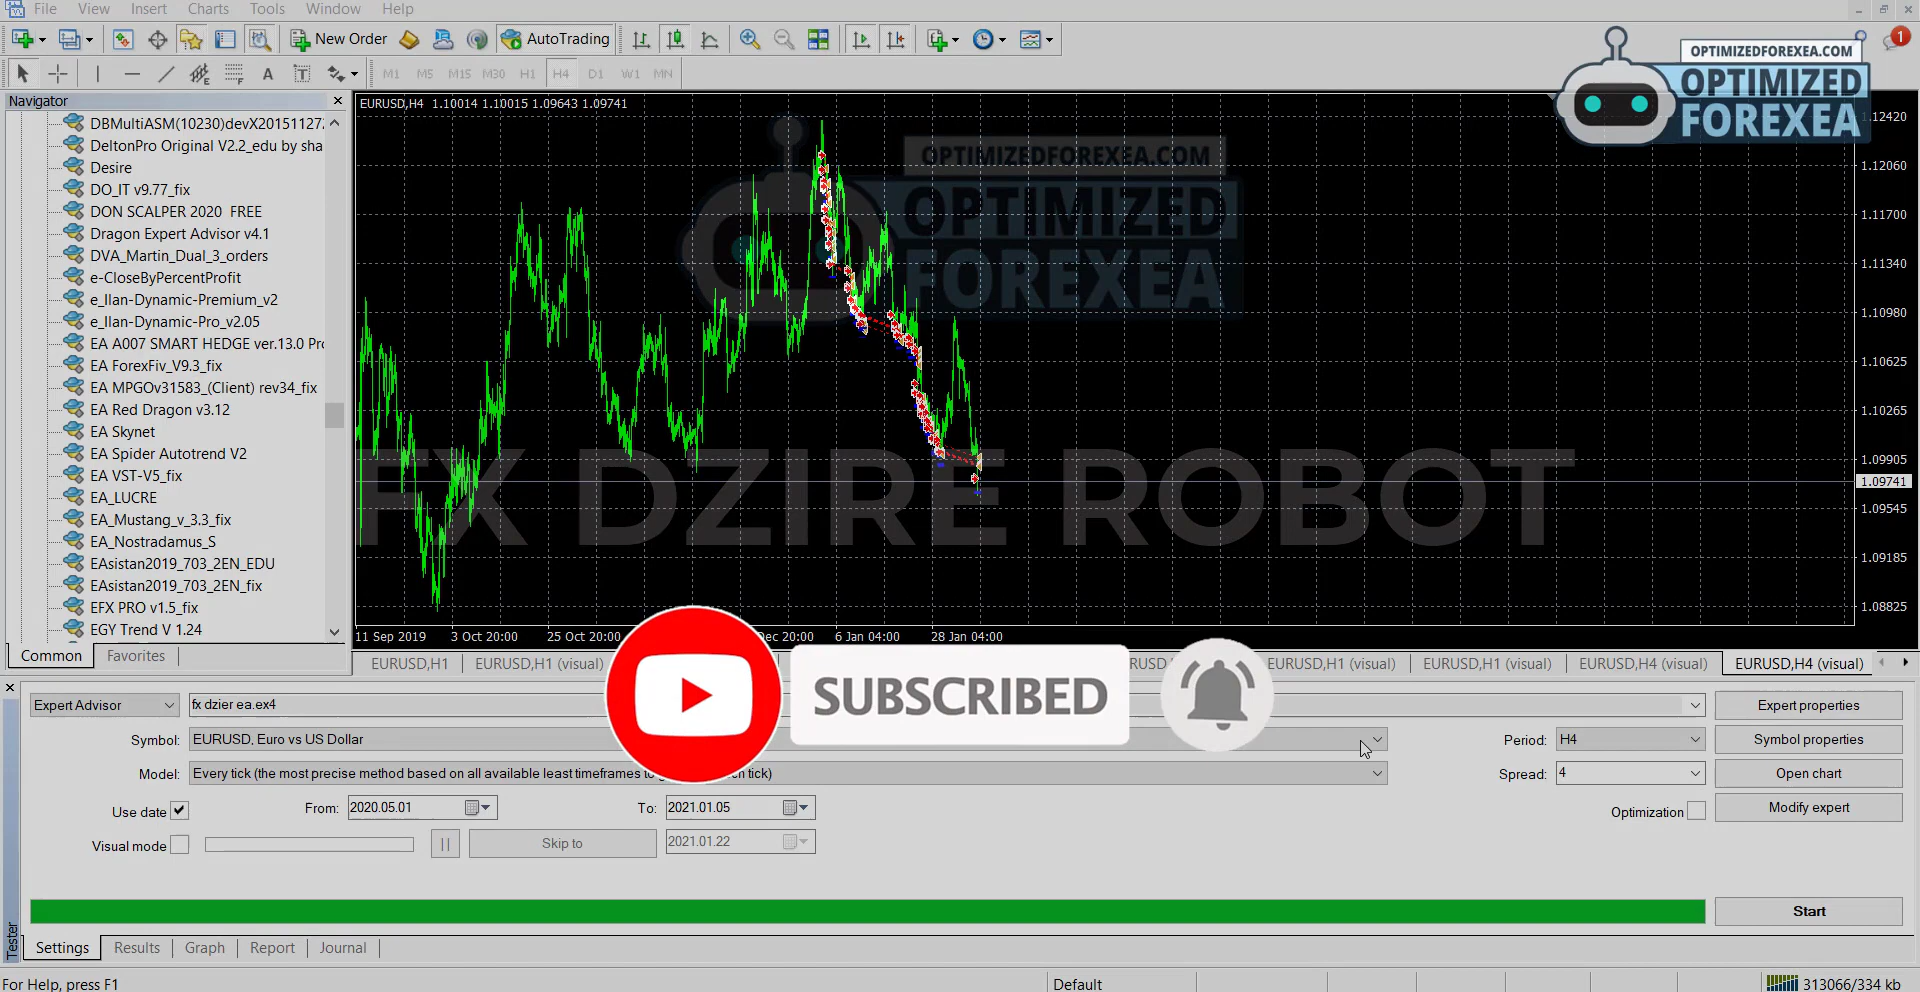 File View Insert Charts Tools Window Help
New Order AutoTrading
1
M1 M5 M15 M30 H1 H4 D1 W1 MN
OPTIMIZEDFOREXEA.COM
OPTIMIZED
FOREXEA
Navigator
DBMultiASM(10230)devX2015112
DeltonPro Original V2.2_edu by sha
Desire
DO_IT v9.77_fix
DON SCALPER 2020 FREE
Dragon Expert Advisor v4.1
DVA_Martin_Dual_3_orders
e-CloseByPercentProfit
e_Ilan-Dynamic-Premium_v2
e_Ilan-Dynamic-Pro_v2.05
EA A007 SMART HEDGE ver.13.0 Pr
EA ForexFiv_V9.3_fix
EA MPGOv31583_(Client) rev34_fix
EA Red Dragon v3.12
EA Skynet
EA Spider Autotrend V2
EA VST-V5_fix
EA_LUCRE
EA_Mustang_v_3.3_fix
EA_Nostradamus_S
EAsistan2019_703_2EN_EDU
EAsistan2019_703_2EN_fix
EFX PRO v1.5_fix
EGY Trend V 1.24
Common Favorites
EURUSD,H4 1.10014 1.10015 1.09643 1.09741
OPTIMIZEDFOREXEA.COM
OPTIMIZED
FOREXEA
FX DZIRE ROBOT
1.12420
1.12060
1.11700
1.11340
1.10980
1.10625
1.10265
1.09905
1.09741
1.09545
1.09185
1.08825
11 Sep 2019 3 Oct 20:00 25 Oct 20:00 Dec 20:00 6 Jan 04:00 28 Jan 04:00
EURUSD,H1 EURUSD,H1 (visual) EURUSD,H1 (visual) EURUSD,H1 (visual) EURUSD,H4 (visual) EURUSD,H4 (visual)
SUBSCRIBED
Expert Advisor fx dzier ea.ex4 Expert properties
Symbol: EURUSD, Euro vs US Dollar Period: H4 Symbol properties
Model: Every tick (the most precise method based on all available least timeframes to tick) Spread: 4 Open chart
Use date From: 2020.05.01 To: 2021.01.05 Optimization Modify expert
Visual mode Skip to 2021.01.22
Start
Tester
Settings Results Graph Report Journal
For Help, press F1 Default 313066/334 kb